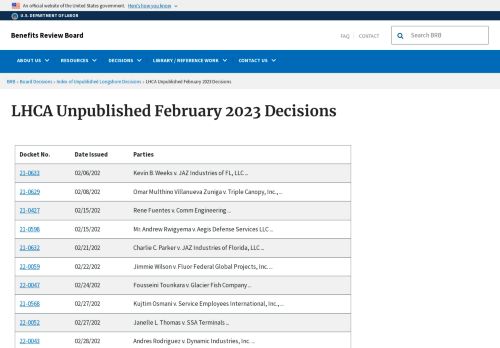 An official website of the United States government. Here's how you know
U.S. DEPARTMENT OF LABOR
Benefits Review Board
FAQ CONTACT
Search BRB
ABOUT US RESOURCES DECISIONS LIBRARY / REFERENCE WORK CONTACT US
BRB › Board Decisions › Index of Unpublished Longshore Decisions › LHCA Unpublished February 2023 Decisions
LHCA Unpublished February 2023 Decisions
Docket No. Date Issued Parties
21-0633 02/06/202 Kevin B. Weeks v. JAZ Industries of FL, LLC ...
21-0629 02/08/202 Omar Multhino Villanueva Zuniga v. Triple Canopy, Inc., ...
21-0427 02/15/202 Rene Fuentes v. Comm Engineering ...
21-0598 02/15/202 Mr. Andrew Rwigyema v. Aegis Defense Services LLC ...
21-0632 02/21/202 Charlie C. Parker v. JAZ Industries of Florida, LLC ...
22-0059 02/22/202 Jimmie Wilson v. Fluor Federal Global Projects, Inc. ...
22-0047 02/24/202 Fousseini Tounkara v. Glacier Fish Company ...
21-0568 02/27/202 Kujtim Osmani v. Service Employees International, Inc., ...
22-0052 02/27/202 Janelle L. Thomas v. SSA Terminals ...
22-0043 02/28/202 Andres Rodriguez v. Dynamic Industries, Inc. ...